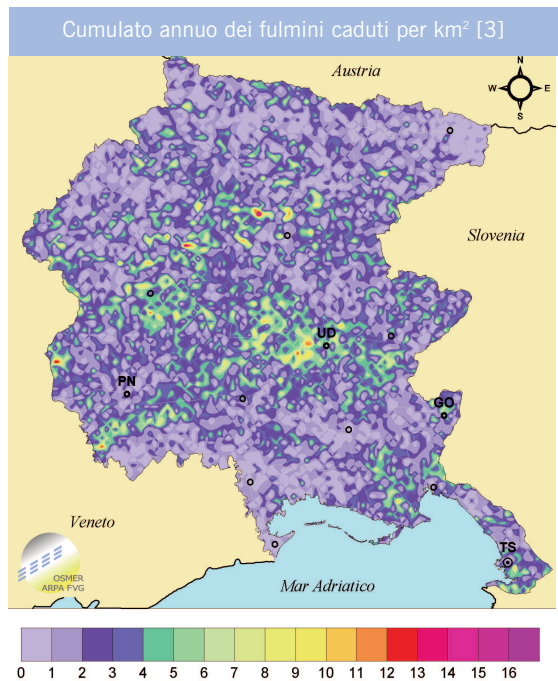 Cumulato annuo dei fulmini caduti per km² [3]
Austria
N
W E
S
Slovenia
UD
PN
GO
Veneto
TS
OSMER
ARPA FVG
Mar Adriatico
0 1 2 3 4 5 6 7 8 9 10 11 12 13 14 15 16